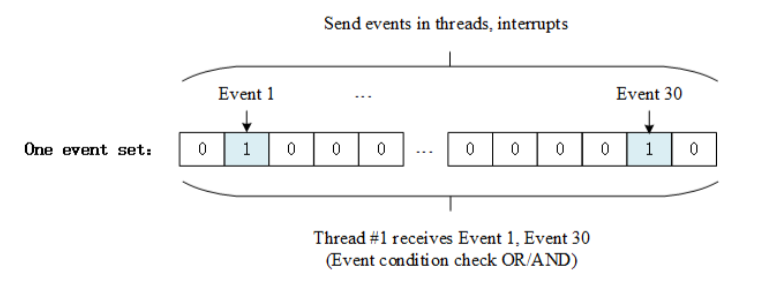 Send events in threads, interrupts
Event 1 ... Event 30
One event set: 0 1 0 0 0 ... 0 0 0 0 1 0
Thread #1 receives Event 1, Event 30
(Event condition check OR/AND)